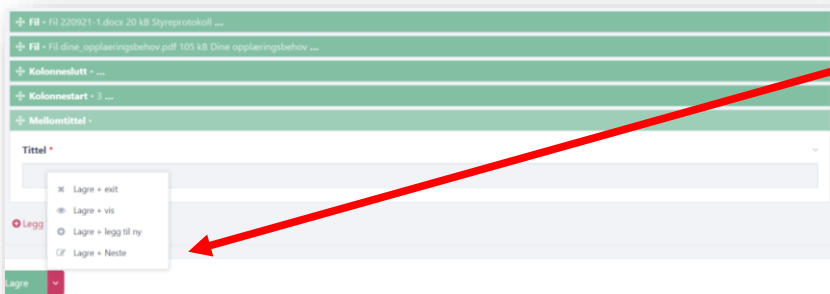 Fil • Fil 220921-1.docx 20 kB Styreprotokoll ...
Fil • Fil dine_opplaeringsbehov.pdf 105 kB Dine opplæringsbehov ...
Kolonneslutt • ...
Kolonnestart • 3 ...
Mellomtittel •
Tittel *
Lagre + exit
Lagre + vis
Legg
Lagre + legg til ny
Lagre + Neste
Lagre